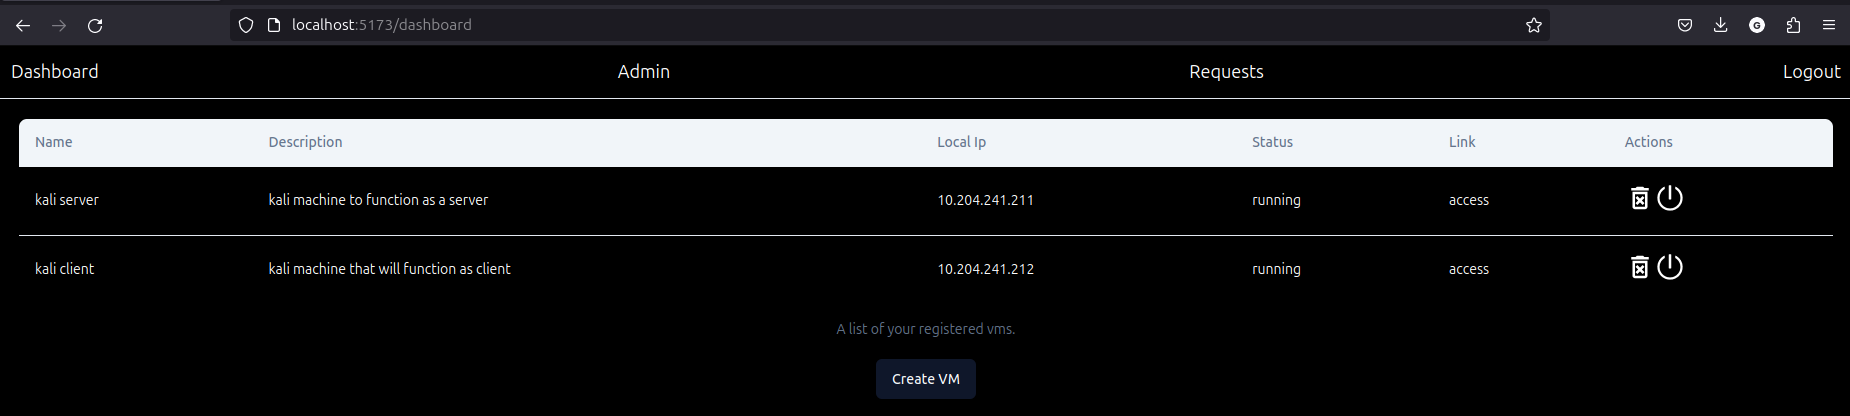 localhost:5173/dashboard
Dashboard Admin Requests Logout
Name Description Local Ip Status Link Actions
kali server kali machine to function as a server 10.204.241.211 running access
kali client kali machine that will function as client 10.204.241.212 running access
A list of your registered vms.
Create VM